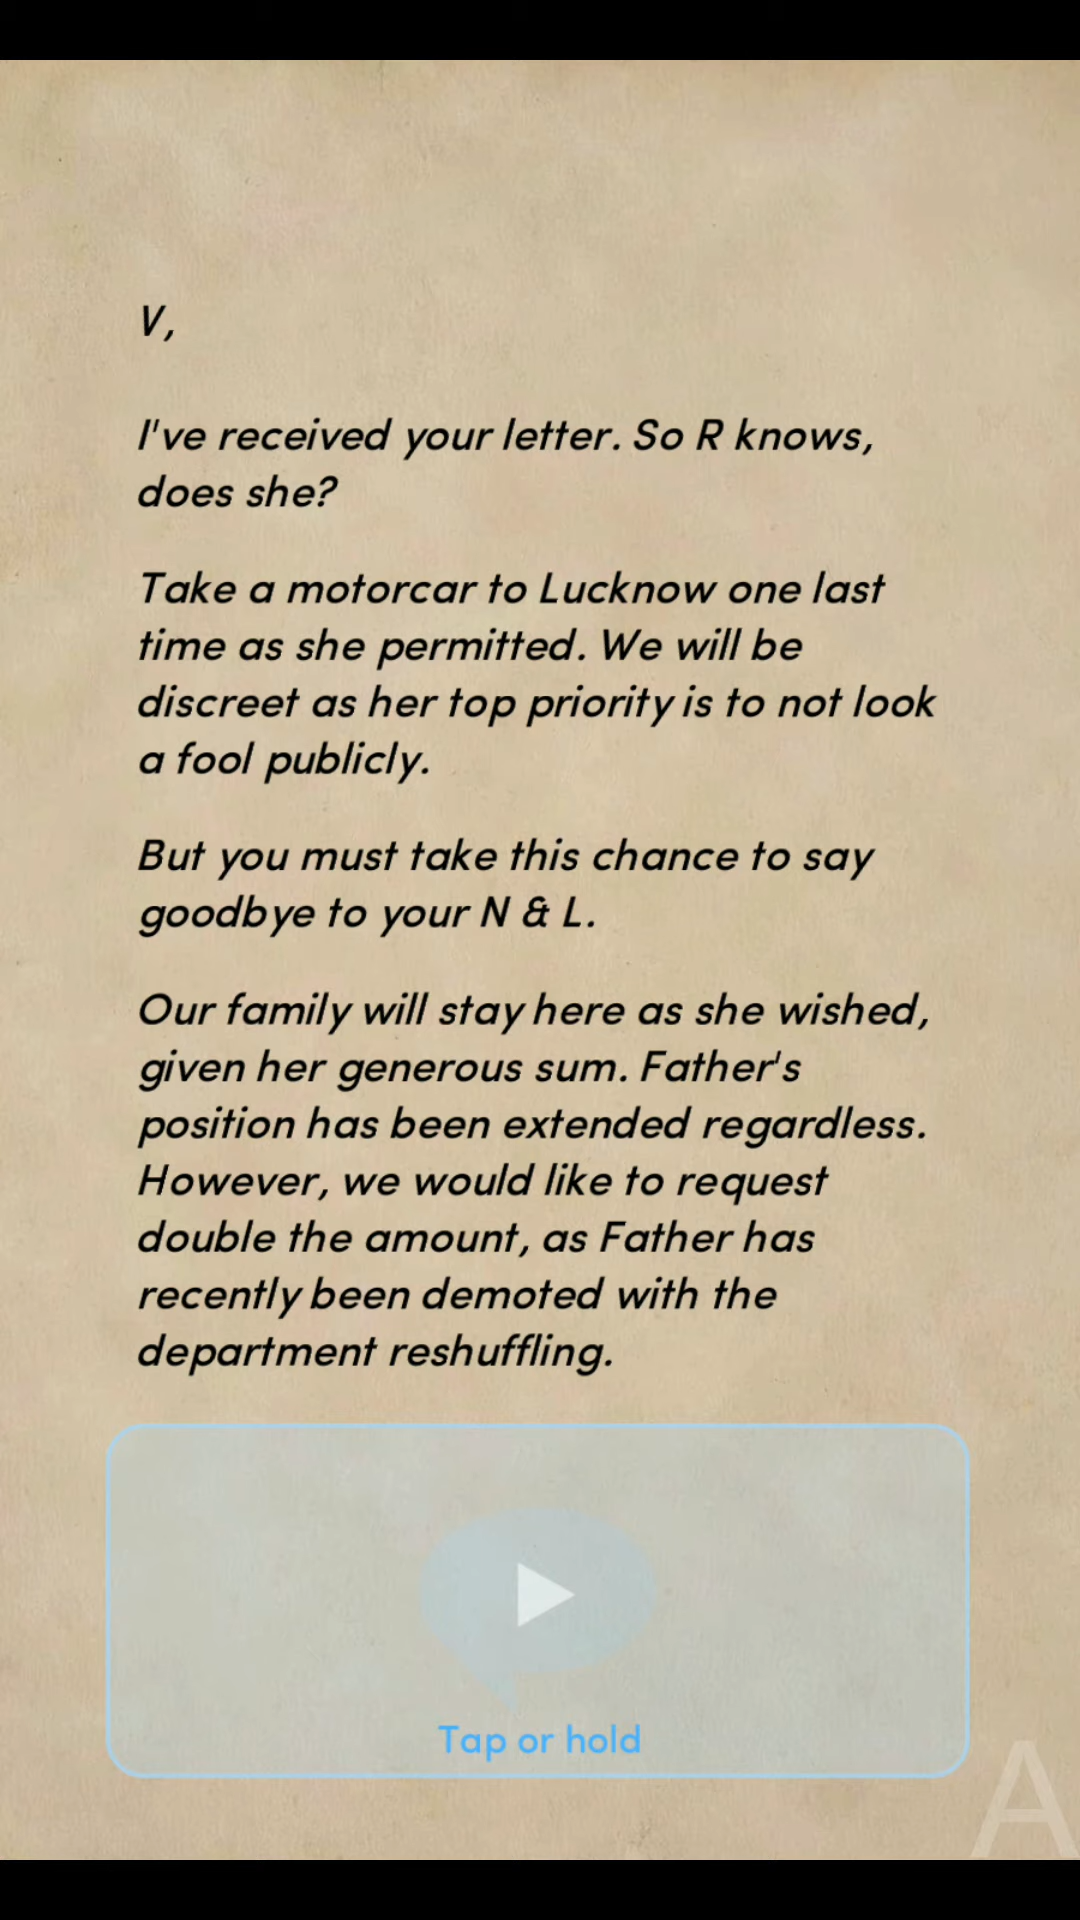 V,
I've received your letter. So R knows,
does she?
Take a motorcar to Lucknow one last
time as she permitted. We will be
discreet as her top priority is to not look
a fool publicly.
But you must take this chance to say
goodbye to your N & L.
Our family will stay here as she wished,
given her generous sum. Father's
position has been extended regardless.
However, we would like to request
double the amount, as Father has
recently been demoted with the
department reshuffling.
Tap or hold
A